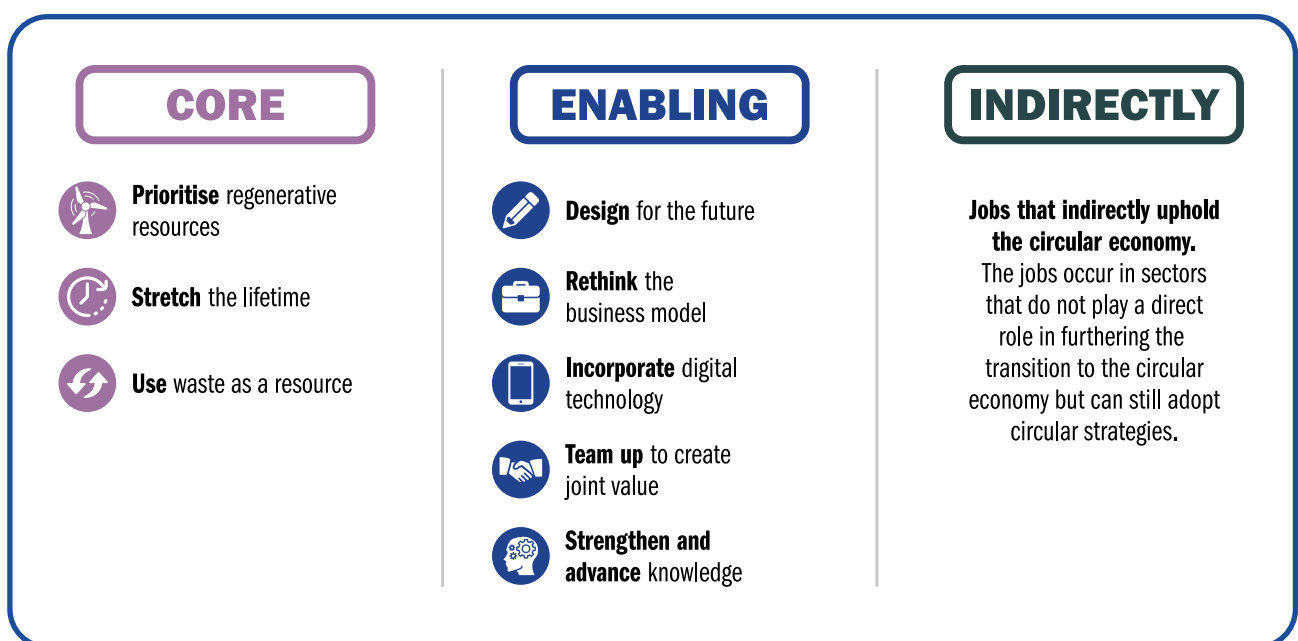 CORE
Prioritise regenerative
resources
Stretch the lifetime
Use waste as a resource
ENABLING
Design for the future
Rethink the
business model
Incorporate digital
technology
Team up to create
joint value
Strengthen and
advance knowledge
INDIRECTLY
Jobs that indirectly uphold
the circular economy.
The jobs occur in sectors
that do not play a direct
role in furthering the
transition to the circular
economy but can still adopt
circular strategies.